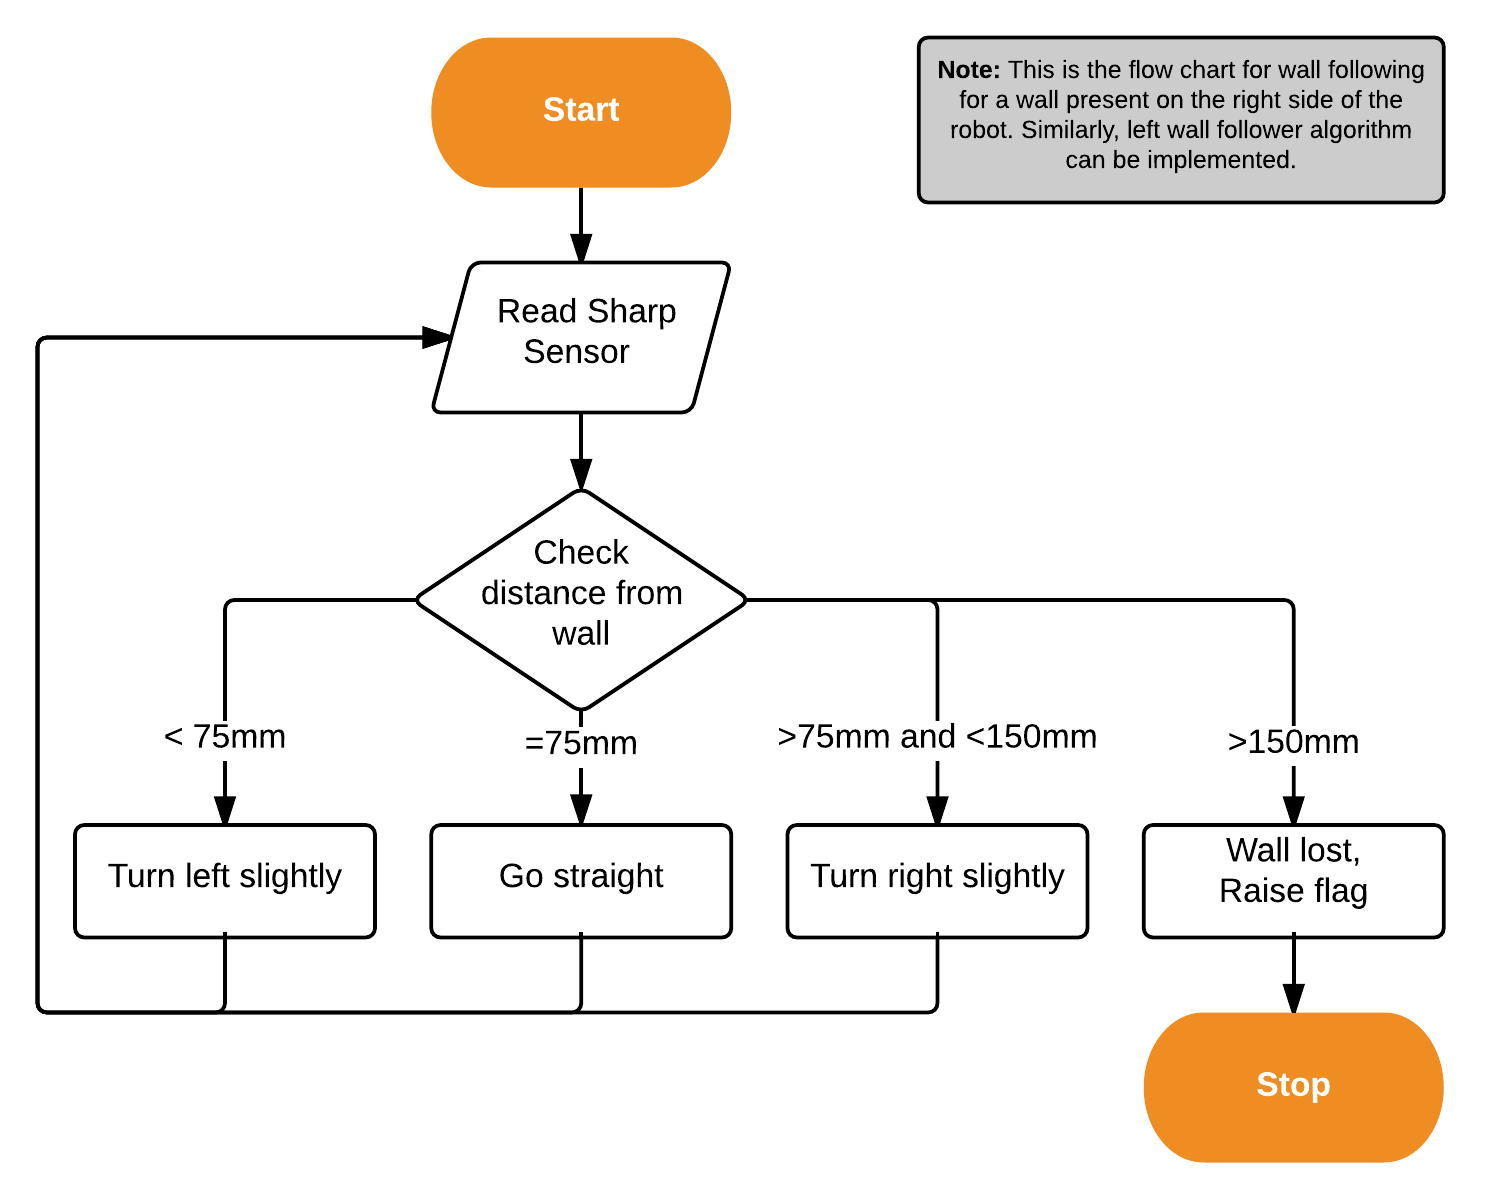 Start
Note: This is the flow chart for wall following
for a wall present on the right side of the
robot. Similarly, left wall follower algorithm
can be implemented.
Read Sharp
Sensor
Check
distance from
wall
< 75mm
=75mm
>75mm and <150mm
>150mm
Turn left slightly
Go straight
Turn right slightly
Wall lost,
Raise flag
Stop